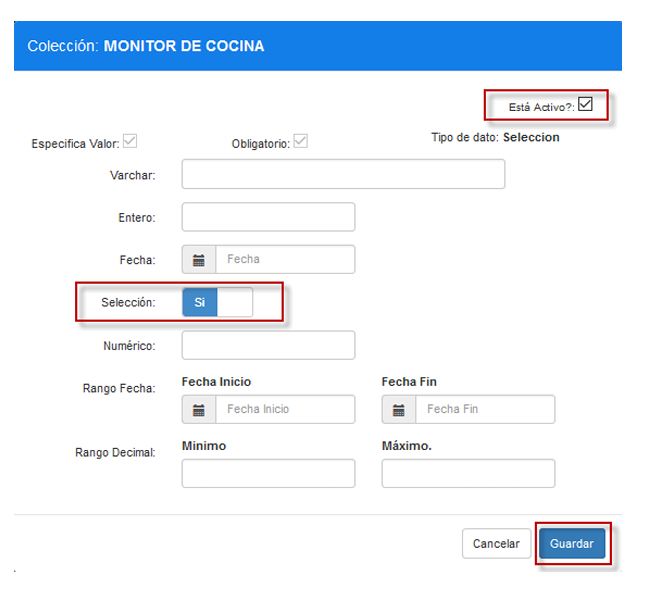 Colección: MONITOR DE COCINA
Está Activo?:
Especifica Valor: Obligatorio: Tipo de dato: Seleccion
Varchar:
Entero:
Fecha: Fecha
Selección: Si
Numérico:
Rango Fecha: Fecha Inicio Fecha Fin
Fecha Inicio Fecha Fin
Rango Decimal: Minimo Máximo.
Cancelar Guardar